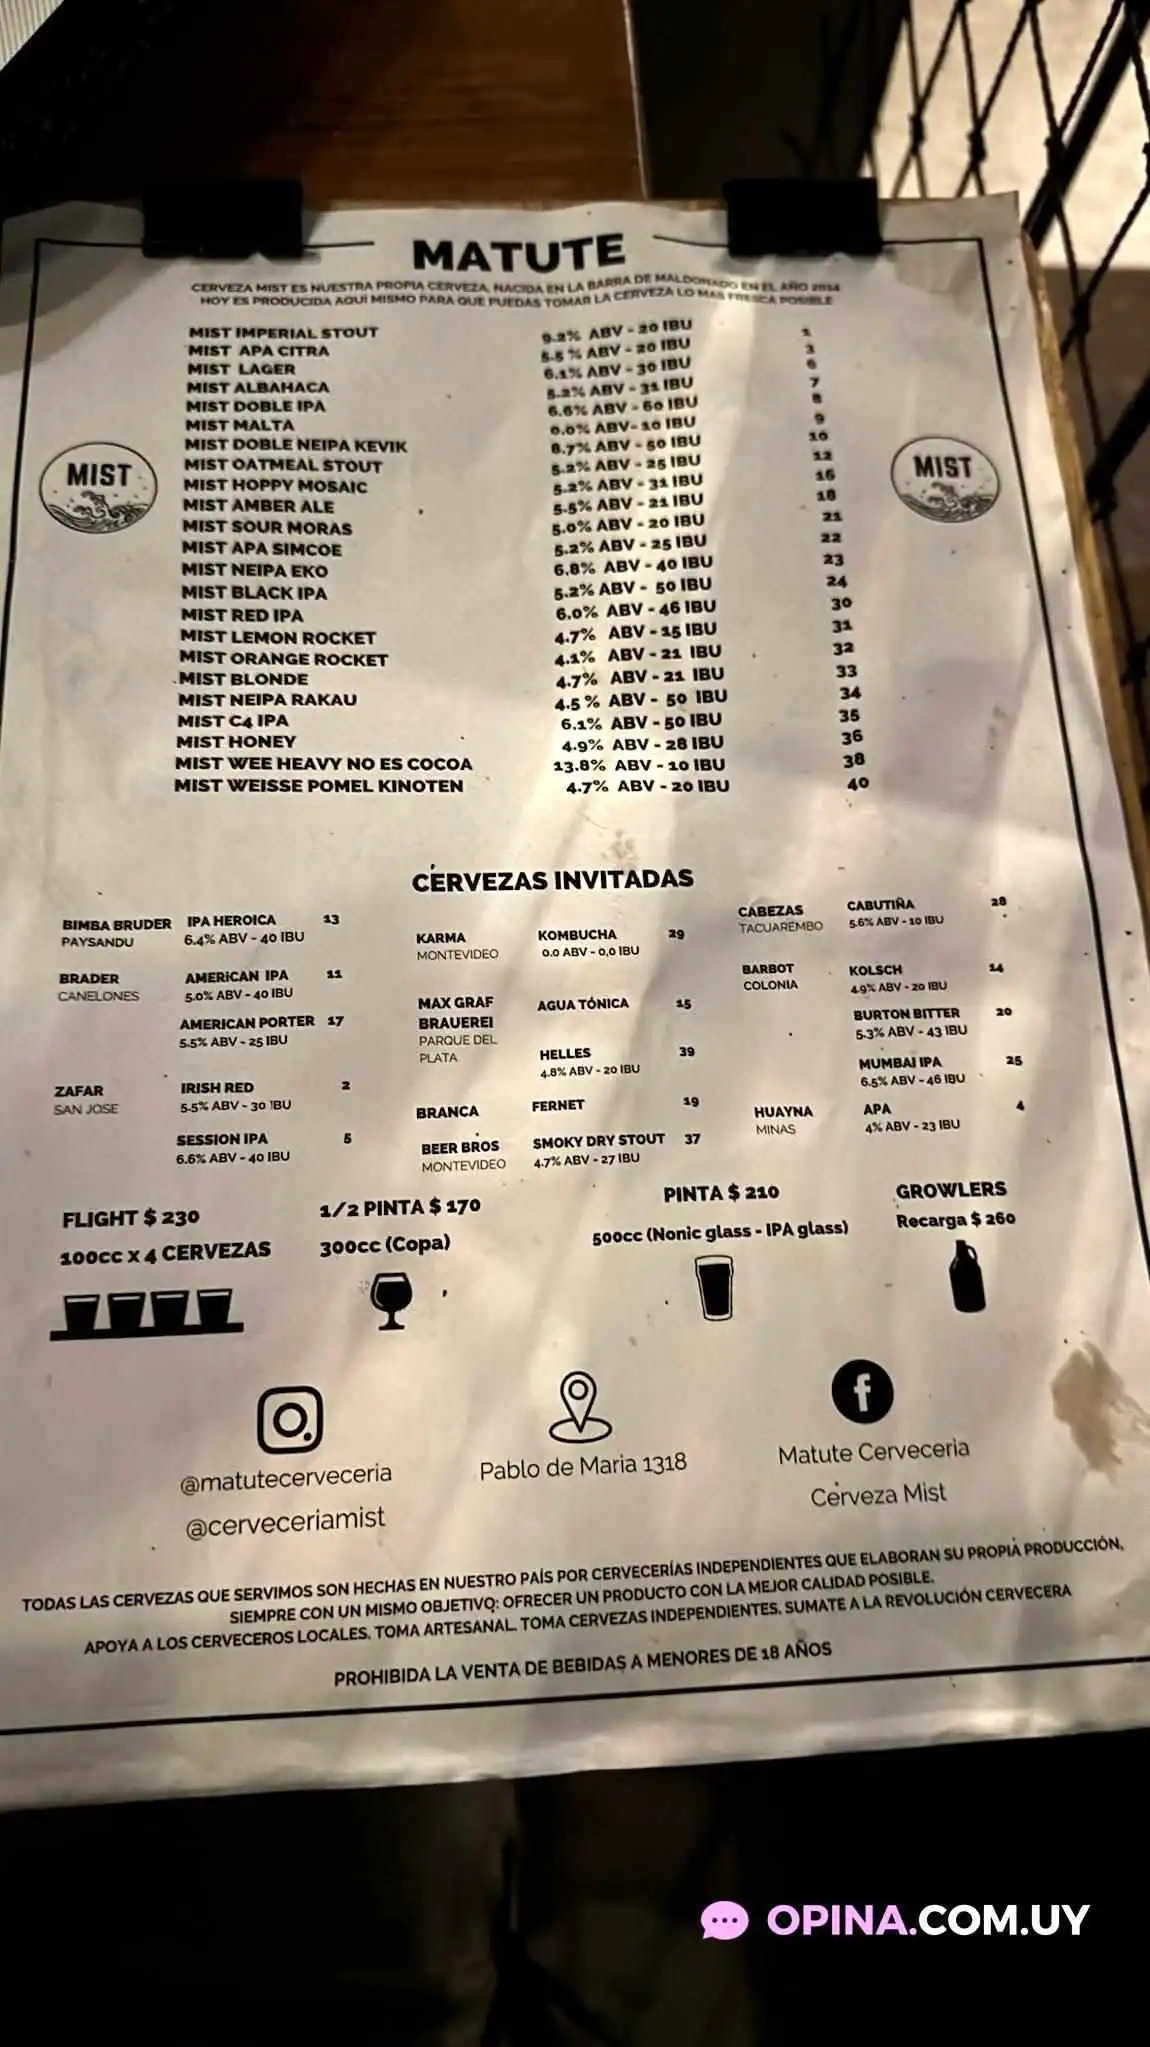 MATUTE
CERVEZA MIST ES NUESTRA PROPIA CERVEZA, NACIDA EN LA BARRA DE MALDONADO EN EL AÑO 2014
HOY ES PRODUCIDA AQUÍ MISMO PARA QUE PUEDAS TOMAR LA CERVEZA LO MAS FRESCA POSIBLE
MIST IMPERIAL STOUT 9.2% ABV - 20 IBU 1
MIST APA CITRA 5.5 % ABV - 20 IBU 3
MIST LAGER 6.1% ABV - 30 IBU 6
MIST ALBAHACA 5.2% ABV - 31 IBU 7
MIST DOBLE IPA 6.6% ABV - 60 IBU 8
MIST MALTA 0.0% ABV- 10 IBU 9
MIST DOBLE NEIPA KEVIK 8.7% ABV - 50 IBU 10
MIST OATMEAL STOUT 5.2% ABV - 25 IBU 12
MIST HOPPY MOSAIC 5.2% ABV - 31 IBU 16
MIST AMBER ALE 5.5% ABV - 21 IBU 18
MIST SOUR MORAS 5.0% ABV - 20 IBU 21
MIST APA SIMCOE 5.2% ABV - 25 IBU 22
MIST NEIPA EKO 6.8% ABV - 40 IBU 23
MIST BLACK IPA 5.2% ABV - 50 IBU 24
MIST RED IPA 6.0% ABV - 46 IBU 30
MIST LEMON ROCKET 4.7% ABV - 15 IBU 31
MIST ORANGE ROCKET 4.1% ABV - 21 IBU 32
MIST BLONDE 4.7% ABV - 21 IBU 33
MIST NEIPA RAKAU 4.5 % ABV - 50 IBU 34
MIST C4 IPA 6.1% ABV - 50 IBU 35
MIST HONEY 4.9% ABV - 28 IBU 36
MIST WEE HEAVY NO ES COCOA 13.8% ABV - 10 IBU 38
MIST WEISSE POMEL KINOTEN 4.7% ABV - 20 IBU 40
MIST
MIST
CERVEZAS INVITADAS
BIMBA BRUDER IPA HEROICA 13
PAYSANDU 6.4% ABV - 40 IBU
BRADER AMERICAN IPA 11
CANELONES 5.0% ABV - 40 IBU
AMERICAN PORTER 17
5.5% ABV - 25 IBU
ZAFAR IRISH RED 2
SAN JOSE 5.5% ABV - 30 IBU
SESSION IPA 5
6.6% ABV - 40 IBU
KARMA KOMBUCHA 29
MONTEVIDEO 0.0 ABV - 0,0 IBU
MAX GRAF AGUA TÓNICA 15
BRAUEREI
PARQUE DEL
PLATA
HELLES 39
4.8% ABV - 20 IBU
BRANCA FERNET 19
BEER BROS SMOKY DRY STOUT 37
MONTEVIDEO 4.7% ABV - 27 IBU
CABEZAS CABUTIÑA 28
TACUAREMBO 5.6% ABV - 10 IBU
BARBOT KOLSCH 14
COLONIA 4.9% ABV - 20 IBU
BURTON BITTER 20
5.3% ABV - 43 IBU
MUMBAI IPA 25
6.5% ABV - 46 IBU
HUAYNA APA 4
MINAS 4% ABV - 23 IBU
FLIGHT $ 230
100cc x 4 CERVEZAS
1/2 PINTA $ 170
300cc (Copa)
PINTA $ 210
500cc (Nonic glass - IPA glass)
GROWLERS
Recarga $ 260
@matutecerveceria
@cerveceriamist
Pablo de Maria 1318
Matute Cerveceria
Cerveza Mist
TODAS LAS CERVEZAS QUE SERVIMOS SON HECHAS EN NUESTRO PAÍS POR CERVECERÍAS INDEPENDIENTES QUE ELABORAN SU PROPIA PRODUCCIÓN,
SIEMPRE CON UN MISMO OBJETIVO: OFRECER UN PRODUCTO CON LA MEJOR CALIDAD POSIBLE.
APOYA A LOS CERVECEROS LOCALES. TOMA ARTESANAL. TOMA CERVEZAS INDEPENDIENTES. SUMATE A LA REVOLUCIÓN CERVECERA
PROHIBIDA LA VENTA DE BEBIDAS A MENORES DE 18 AÑOS
OPINA.COM.UY